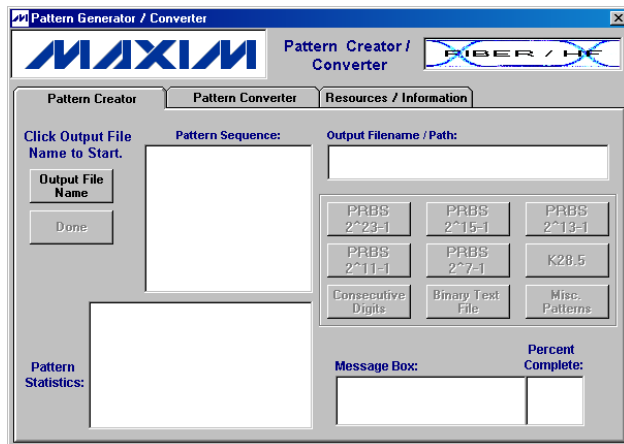 Pattern Generator / Converter
MAXIM
Pattern Creator /
Converter
FIBER / HF
Pattern Creator
Pattern Converter
Resources / Information
Click Output File
Name to Start.
Pattern Sequence:
Output Filename / Path:
Output File
Name
Done
PRBS
2^23-1
PRBS
2^15-1
PRBS
2^13-1
PRBS
2^11-1
PRBS
2^7-1
K28.5
Consecutive
Digits
Binary Text
File
Misc.
Patterns
Pattern
Statistics:
Message Box:
Percent
Complete: